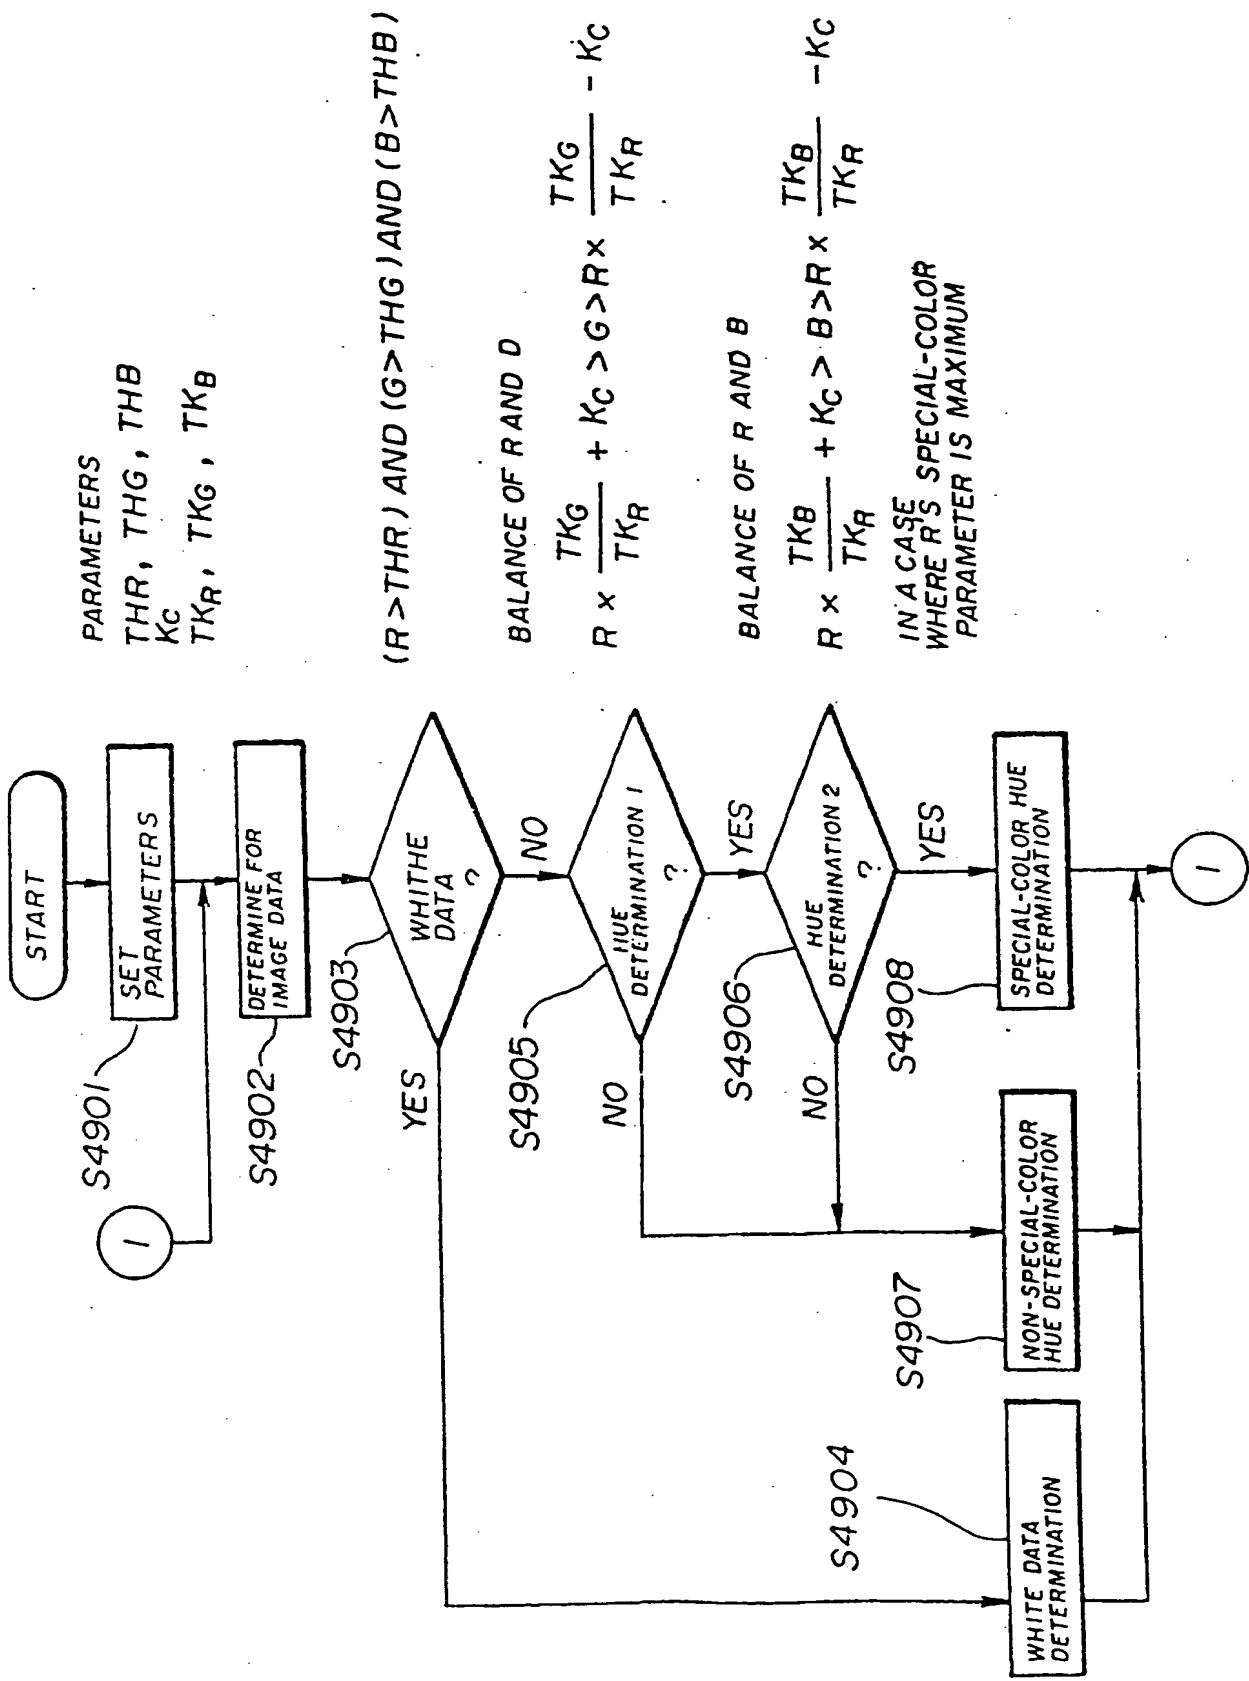 START
SET
PARAMETERS
S4901
1
PARAMETERS
THR, THG, THB
KC
TKR, TKG, TKB
DETERMINE FOR
IMAGE DATA
S4902
WHITHE
DATA
?
S4903
YES
NO
(R>THR) AND (G>THG) AND (B>THB)
HUE
DETERMINATION 1
?
S4905
NO
YES
BALANCE OF R AND D
R × TKG/TKR + KC > G > R × TKG/TKR - KC
HUE
DETERMINATION 2
?
S4906
NO
YES
BALANCE OF R AND B
R × TKB/TKR + KC > B > R × TKB/TKR - KC
IN A CASE
WHERE R'S SPECIAL-COLOR
PARAMETER IS MAXIMUM
S4904
WHITE DATA
DETERMINATION
S4907
NON-SPECIAL-COLOR
HUE DETERMINATION
S4908
SPECIAL-COLOR HUE
DETERMINATION
1